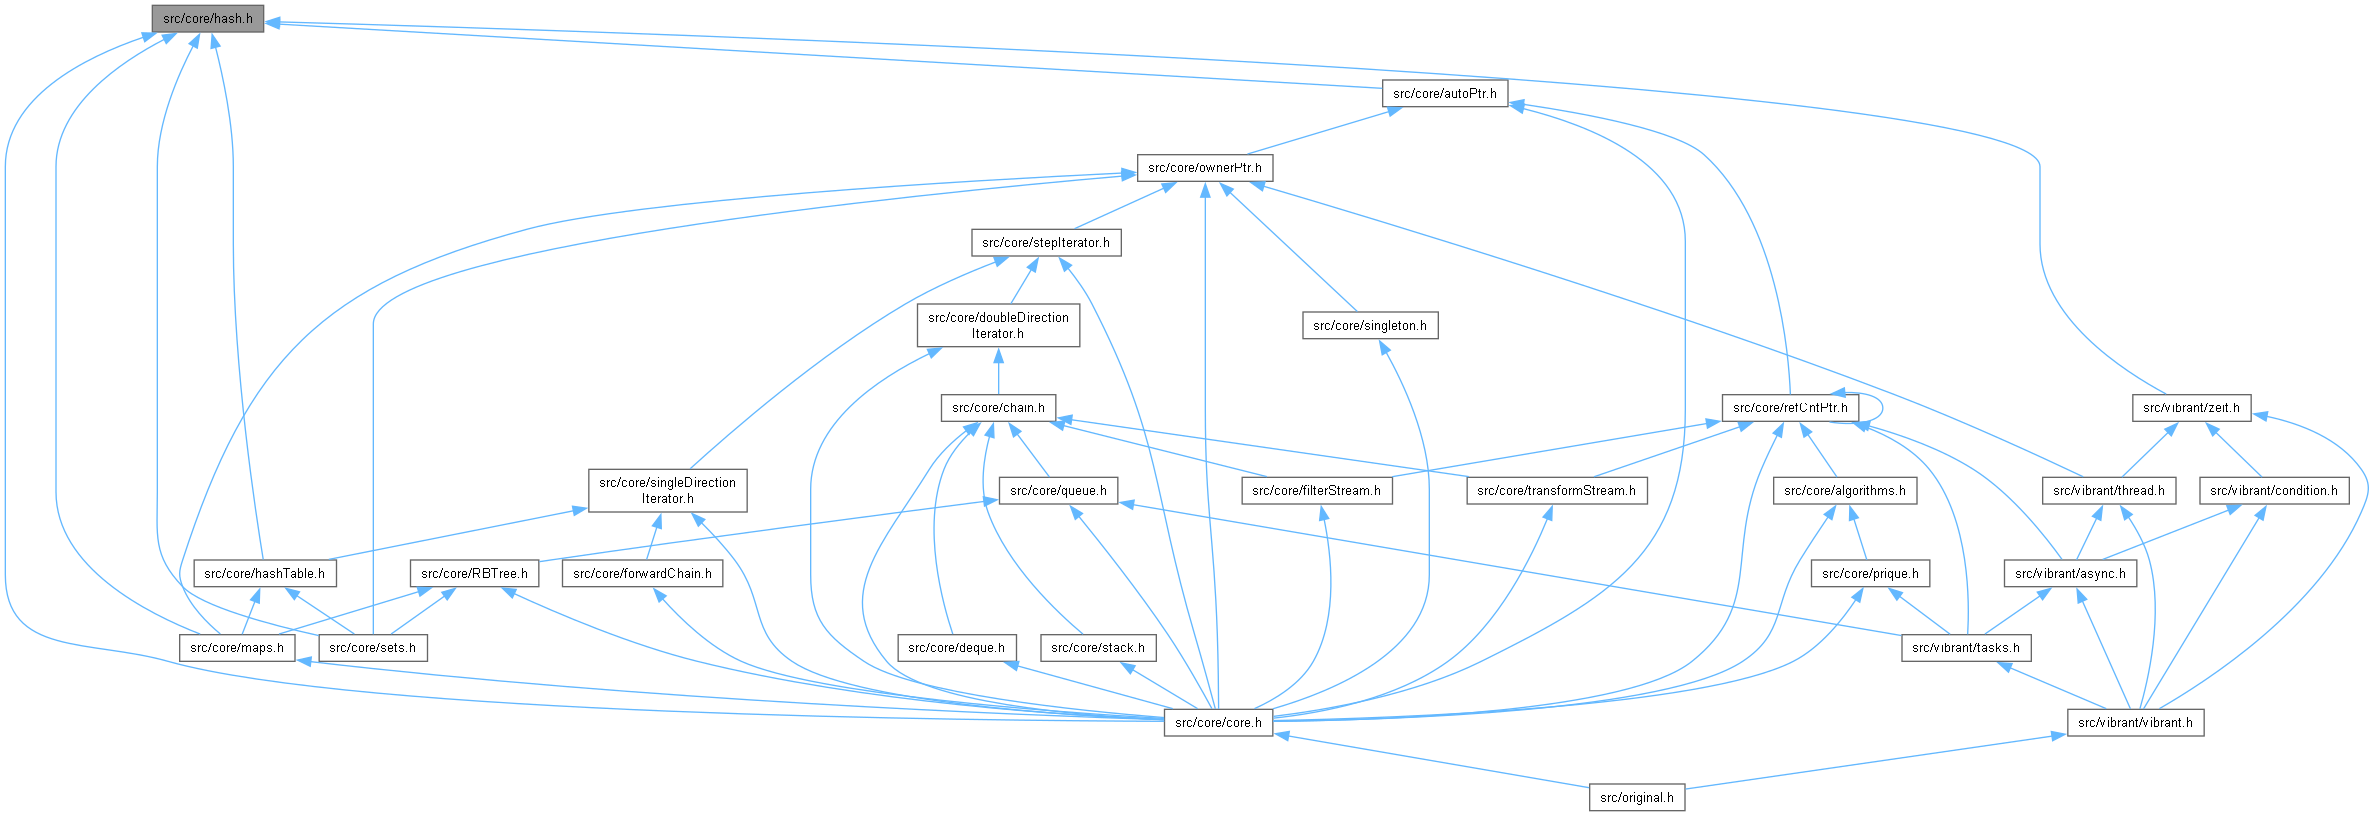 src/core/hash.h
src/core/autoPtr.h
src/core/ownerPtr.h
src/core/stepIterator.h
src/core/doubleDirection
Iterator.h
src/core/singleton.h
src/core/chain.h
src/core/refCntPtr.h
src/vibrant/zeit.h
src/core/singleDirection
Iterator.h
src/core/queue.h
src/core/filterStream.h
src/core/transformStream.h
src/core/algorithms.h
src/vibrant/thread.h
src/vibrant/condition.h
src/core/hashTable.h
src/core/RBTree.h
src/core/forwardChain.h
src/core/prique.h
src/vibrant/async.h
src/core/maps.h
src/core/sets.h
src/core/deque.h
src/core/stack.h
src/vibrant/tasks.h
src/core/core.h
src/vibrant/vibrant.h
src/original.h